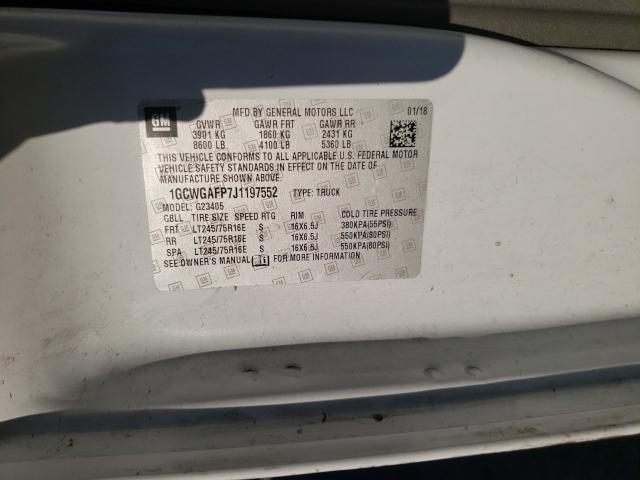 GM
MFD BY GENERAL MOTORS LLC 01/18
GVWR GAWR FRT GAWR RR
3901 KG 1860 KG 2431 KG
8600 LB 4100 LB 5360 LB
THIS VEHICLE CONFORMS TO ALL APPLICABLE U.S. FEDERAL MOTOR
VEHICLE SAFETY STANDARDS IN EFFECT ON THE DATE OF
MANUFACTURE SHOWN ABOVE.
1GCWGAFP7J1197552 TYPE: TRUCK
MODEL: G23405
GBLL TIRE SIZE SPEED RTG RIM COLD TIRE PRESSURE
FRT LT245/75R16E S 16X6.5J 380KPA(55PSI)
RR LT245/75R16E S 16X6.5J 550KPA(80PSI)
SPA LT245/75R16E S 16X6.5J 550KPA(80PSI)
SEE OWNER'S MANUAL FOR MORE INFORMATION.